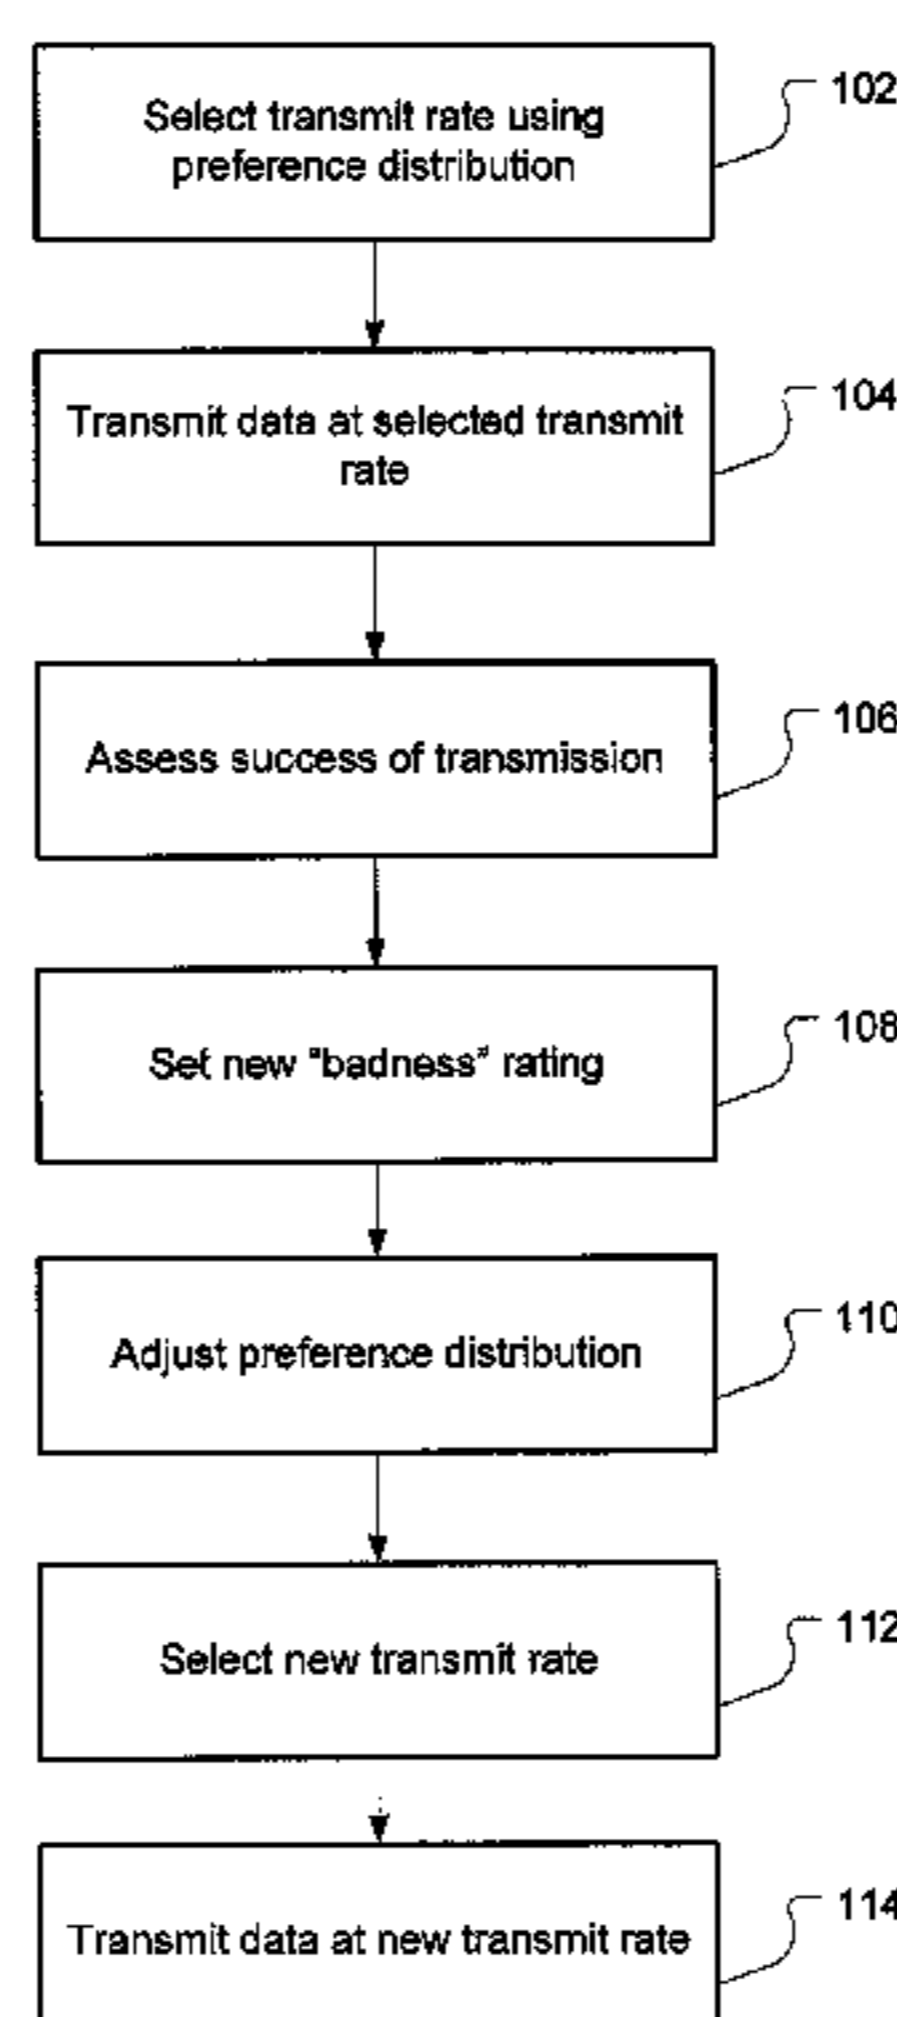 102
Select transmit rate using
preference distribution
104
Transmit data at selected transmit
rate
106
Assess success of transmission
108
Set new "badness" rating
110
Adjust preference distribution
112
Select new transmit rate
114
Transmit data at new transmit rate